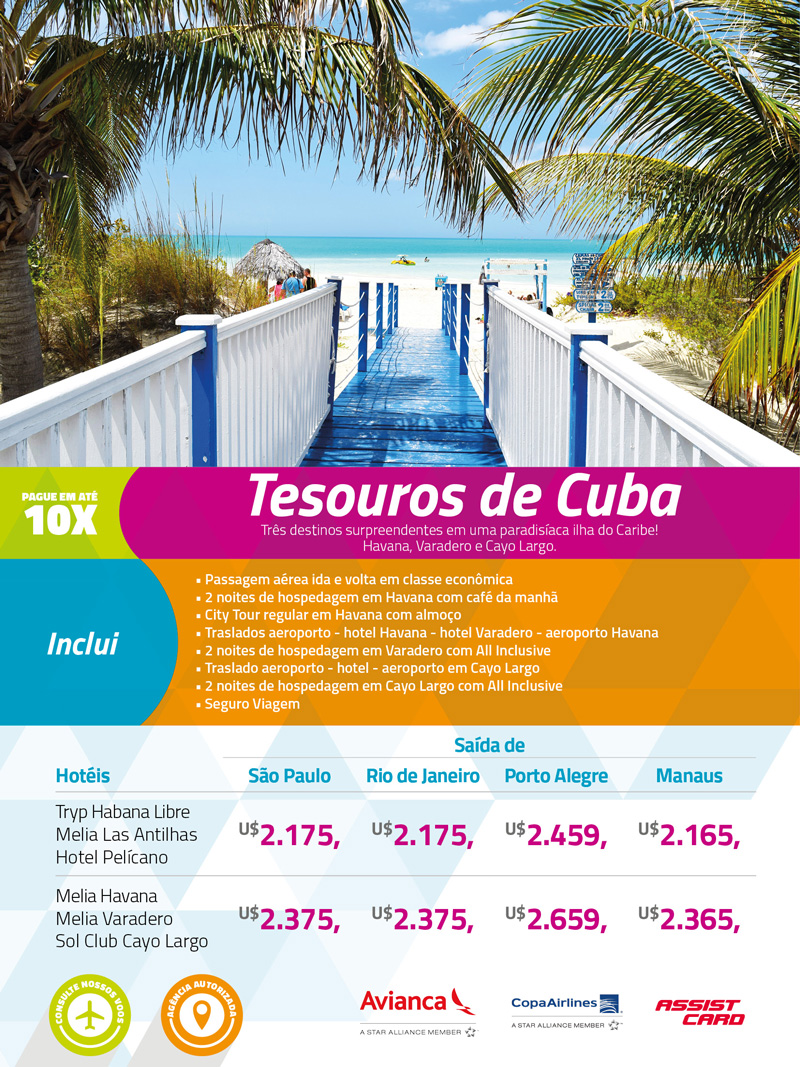 PAGUE EM ATÉ
10X
Tesouros de Cuba
Três destinos surpreendentes em uma paradisíaca ilha do Caribe!
Havana, Varadero e Cayo Largo.
Inclui
• Passagem aérea ida e volta em classe econômica
• 2 noites de hospedagem em Havana com café da manhã
• City Tour regular em Havana com almoço
• Traslados aeroporto - hotel Havana - hotel Varadero - aeroporto Havana
• 2 noites de hospedagem em Varadero com All Inclusive
• Traslado aeroporto - hotel - aeroporto em Cayo Largo
• 2 noites de hospedagem em Cayo Largo com All Inclusive
• Seguro Viagem
Saída de
Hotéis São Paulo Rio de Janeiro Porto Alegre Manaus
Tryp Habana Libre
Melia Las Antilhas
Hotel Pelícano
U$2.175, U$2.175, U$2.459, U$2.165,
Melia Havana
Melia Varadero
Sol Club Cayo Largo
U$2.375, U$2.375, U$2.659, U$2.365,
CONSULTE NOSSOS VOOS
AGÊNCIA AUTORIZADA
Avianca
A STAR ALLIANCE MEMBER
CopaAirlines
A STAR ALLIANCE MEMBER
ASSIST
CARD